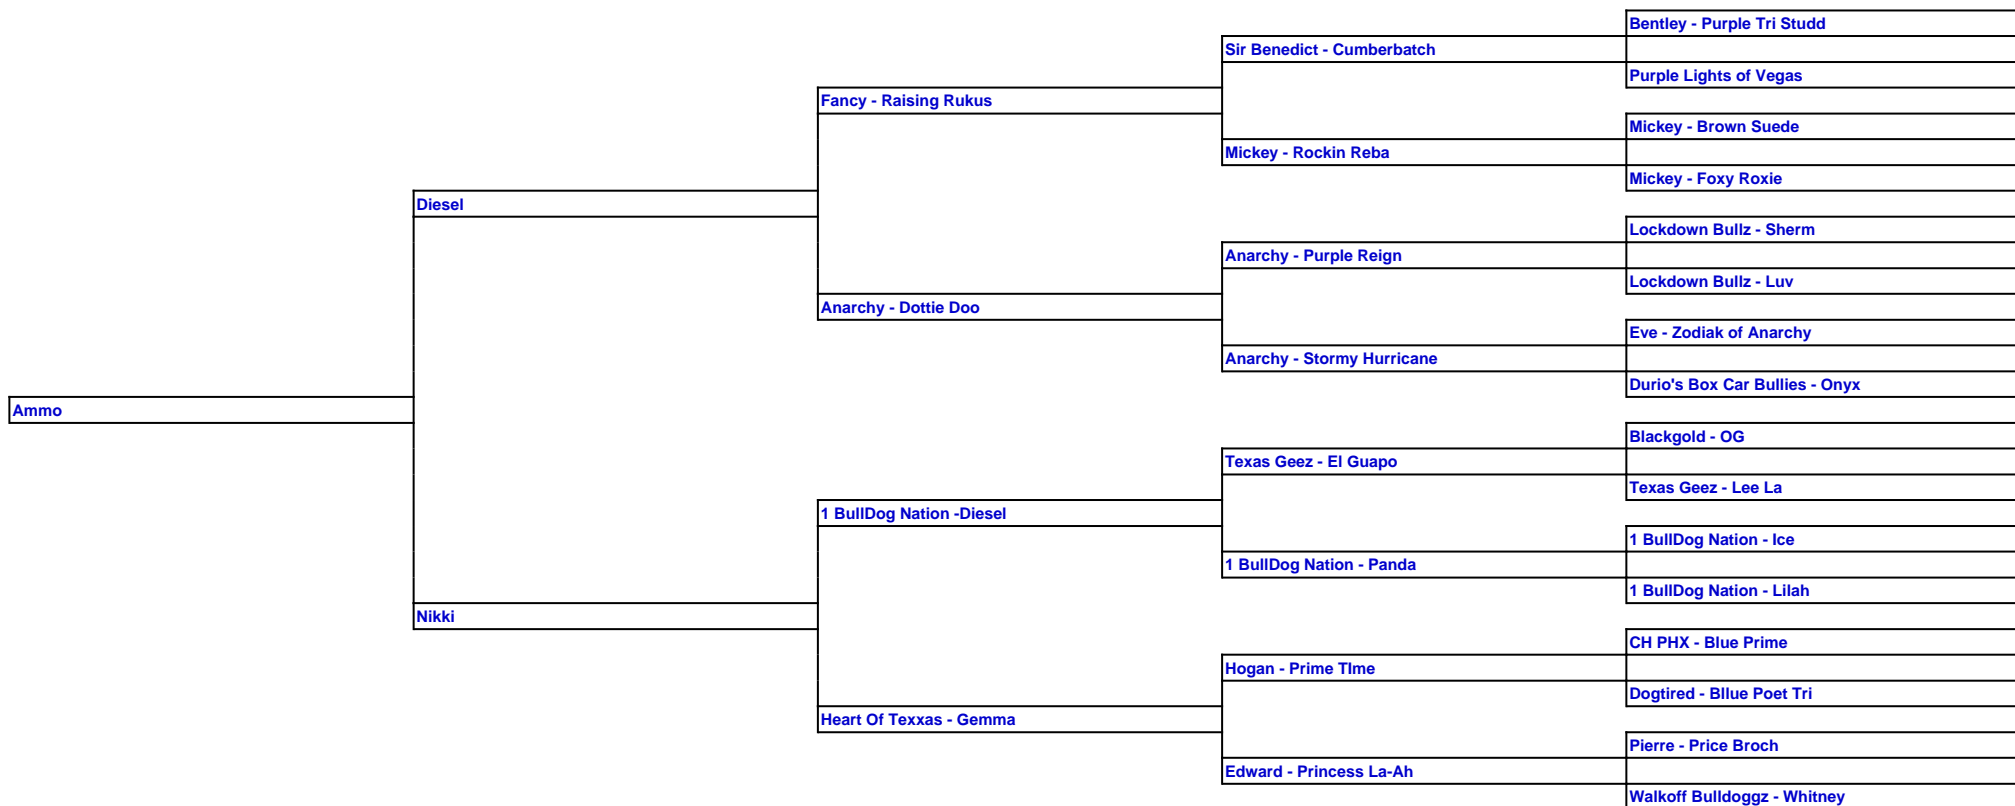 Bentley - Purple Tri Studd
Sir Benedict - Cumberbatch
Purple Lights of Vegas
Fancy - Raising Rukus
Mickey - Brown Suede
Mickey - Rockin Reba
Mickey - Foxy Roxie
Diesel
Lockdown Bullz - Sherm
Anarchy - Purple Reign
Lockdown Bullz - Luv
Anarchy - Dottie Doo
Eve - Zodiak of Anarchy
Anarchy - Stormy Hurricane
Durio's Box Car Bullies - Onyx
Ammo
Blackgold - OG
Texas Geez - El Guapo
Texas Geez - Lee La
1 BullDog Nation -Diesel
1 BullDog Nation - Ice
1 BullDog Nation - Panda
1 BullDog Nation - Lilah
Nikki
CH PHX - Blue Prime
Hogan - Prime TIme
Dogtired - Bllue Poet Tri
Heart Of Texxas - Gemma
Pierre - Price Broch
Edward - Princess La-Ah
Walkoff Bulldoggz - Whitney